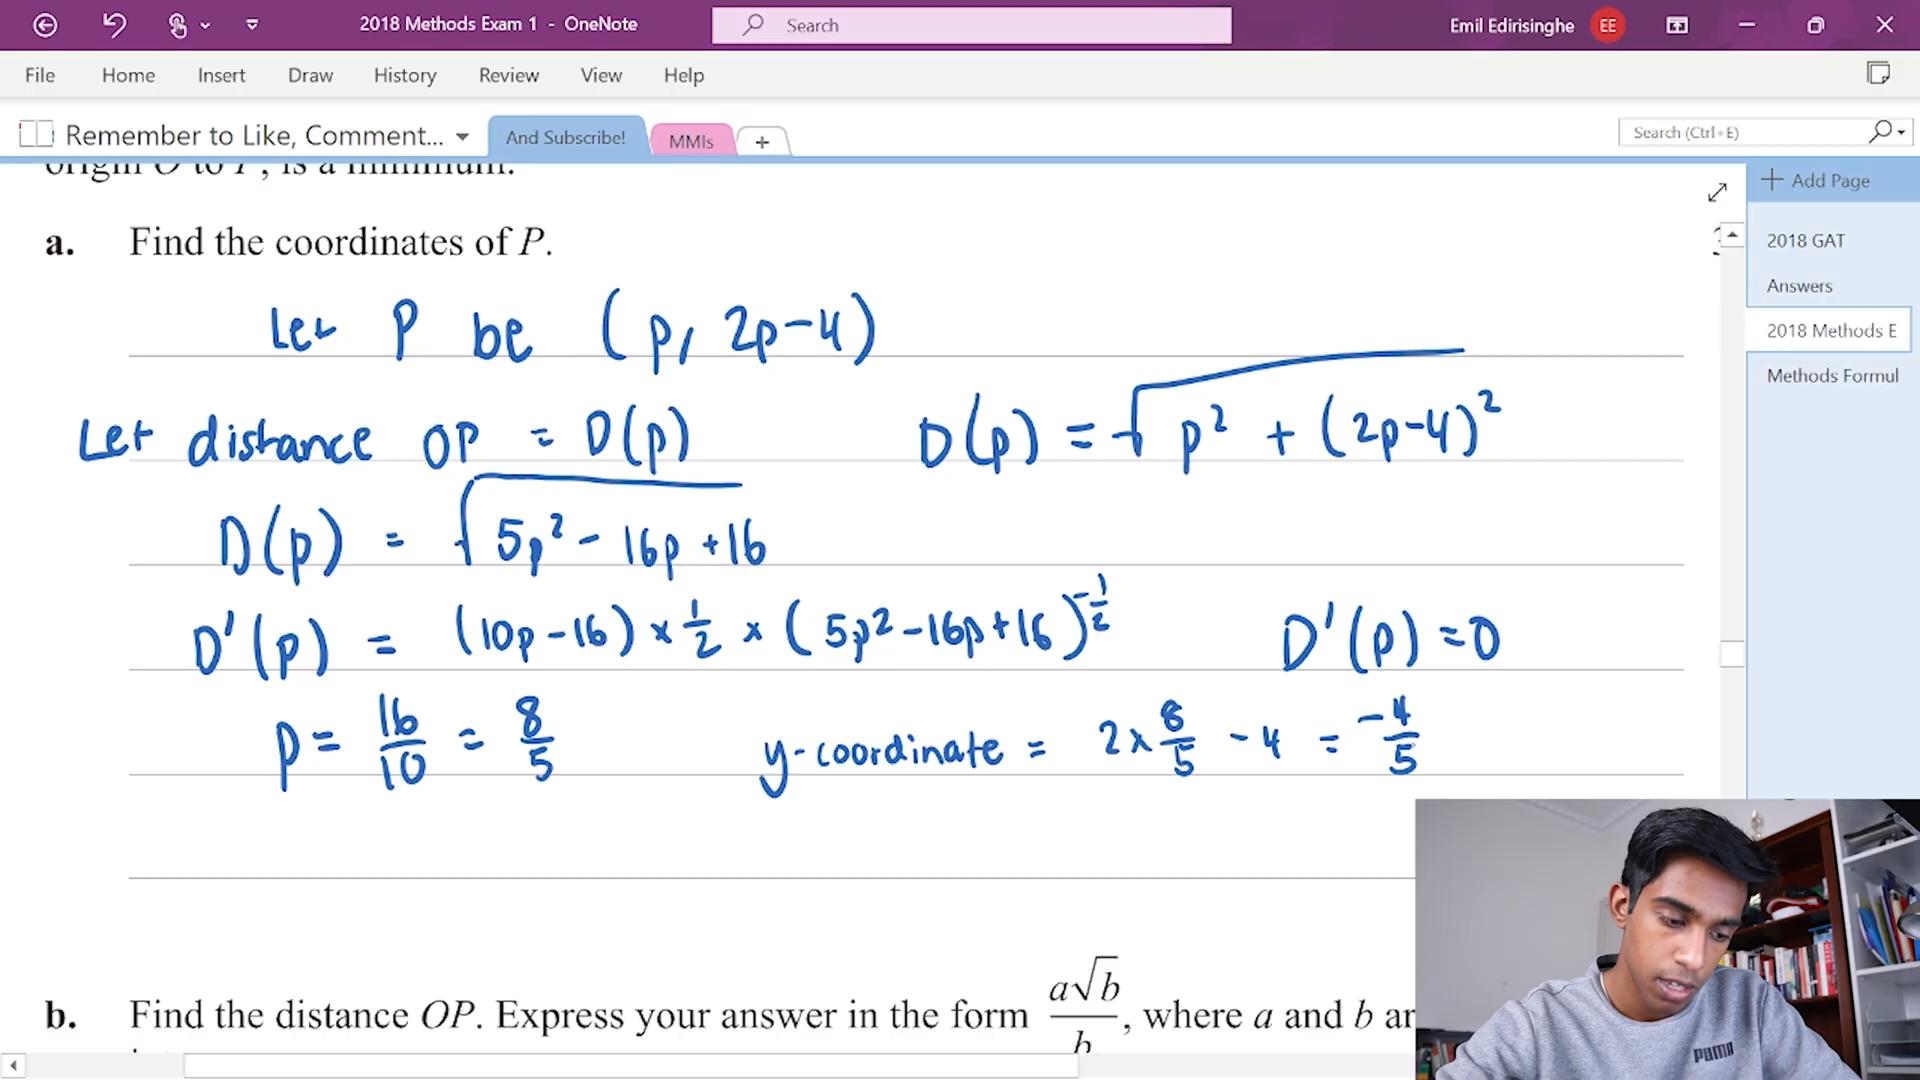 2018 Methods Exam 1 - OneNote
Search
Emil Edirisinghe EE
File Home Insert Draw History Review View Help
Remember to Like, Comment... And Subscribe! MMIs +
Search (Ctrl+E)
origin O to P, is a minimum.
a. Find the coordinates of P.
Let P be (p, 2p-4)
Let distance OP = D(p) D(p) = √(p² + (2p-4)²)
D(p) = √(5p² - 16p + 16)
D'(p) = (10p - 16) × 1/2 × (5p² - 16p + 16)^(-1/2) D'(p) = 0
p = 16/10 = 8/5 y-coordinate = 2 × 8/5 - 4 = -4/5
b. Find the distance OP. Express your answer in the form a√b/b, where a and b ar
+ Add Page
2018 GAT
Answers
2018 Methods E
Methods Formul
PUMA